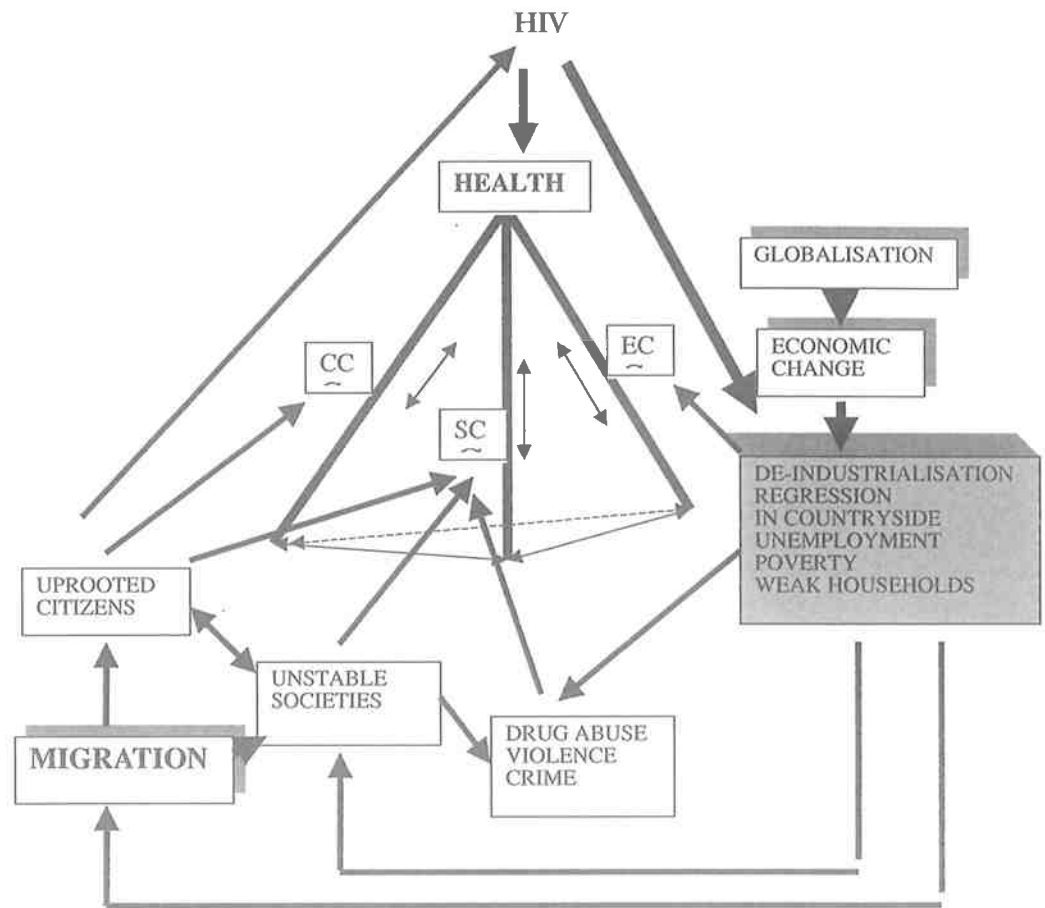 HIV
HEALTH
GLOBALISATION
ECONOMIC
CHANGE
CC
EC
SC
DE-INDUSTRIALISATION
REGRESSION
IN COUNTRYSIDE
UNEMPLOYMENT
POVERTY
WEAK HOUSEHOLDS
UPROOTED
CITIZENS
UNSTABLE
SOCIETIES
DRUG ABUSE
VIOLENCE
CRIME
MIGRATION